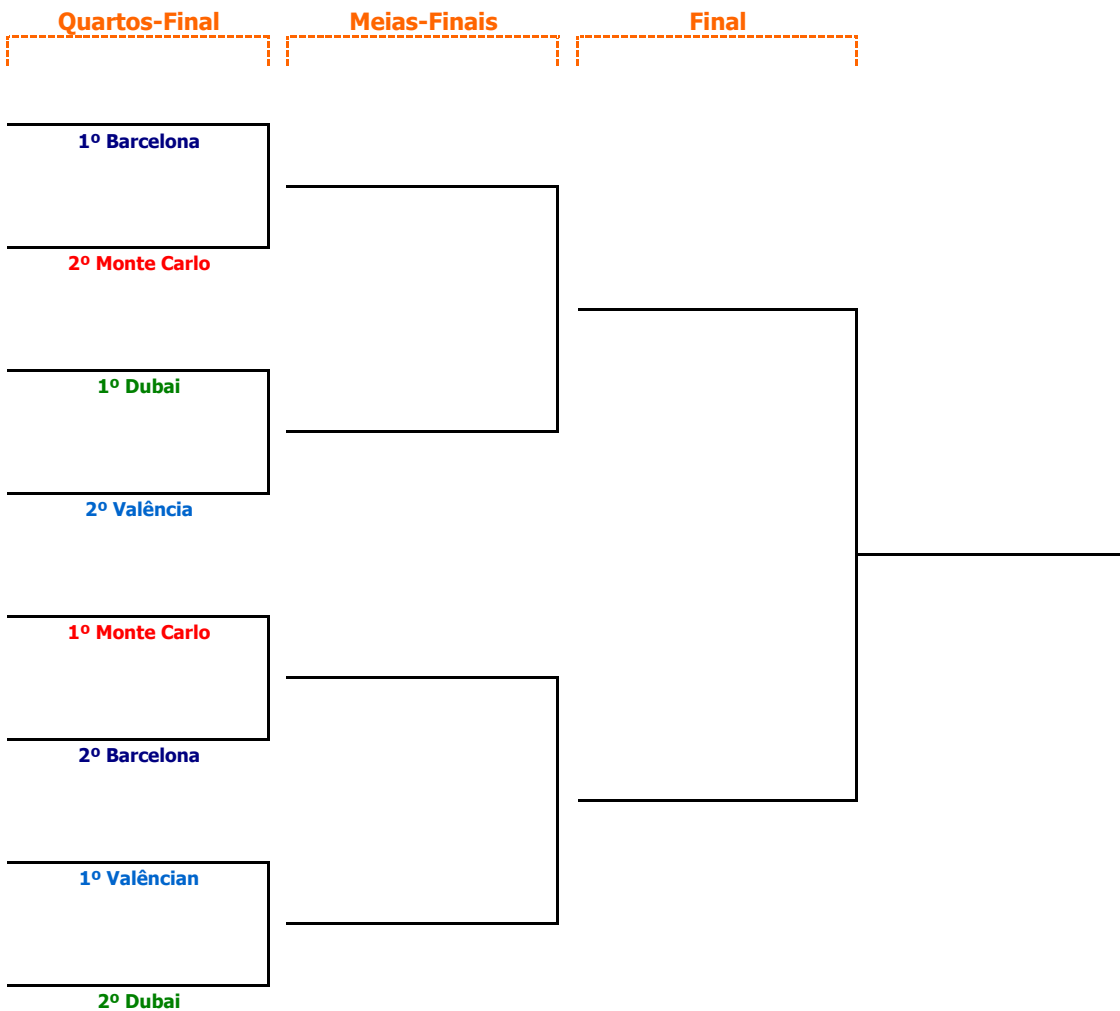 Quartos-Final Meias-Finais Final
1º Barcelona
2º Monte Carlo
1º Dubai
2º Valência
1º Monte Carlo
2º Barcelona
1º Valêncian
2º Dubai